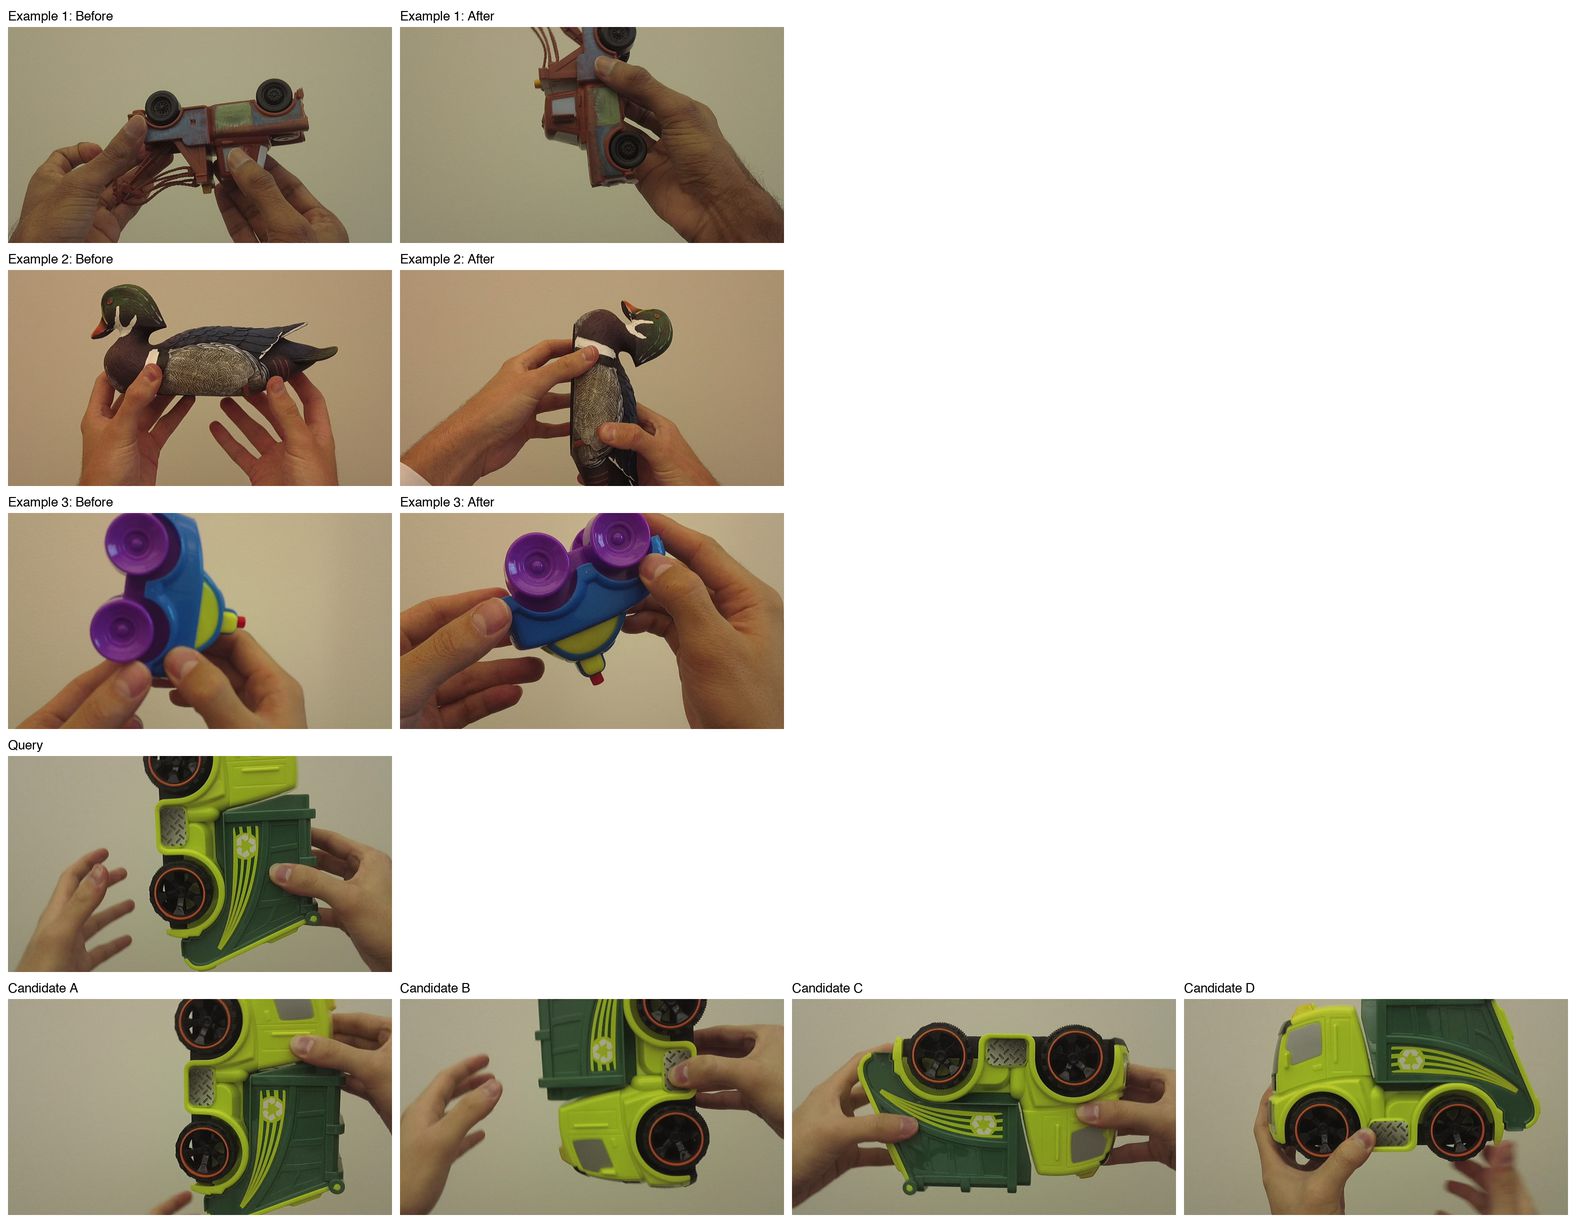 Example 1: Before
Example 1: After
Example 2: Before
Example 2: After
Example 3: Before
Example 3: After
Query
Candidate A
Candidate B
Candidate C
Candidate D